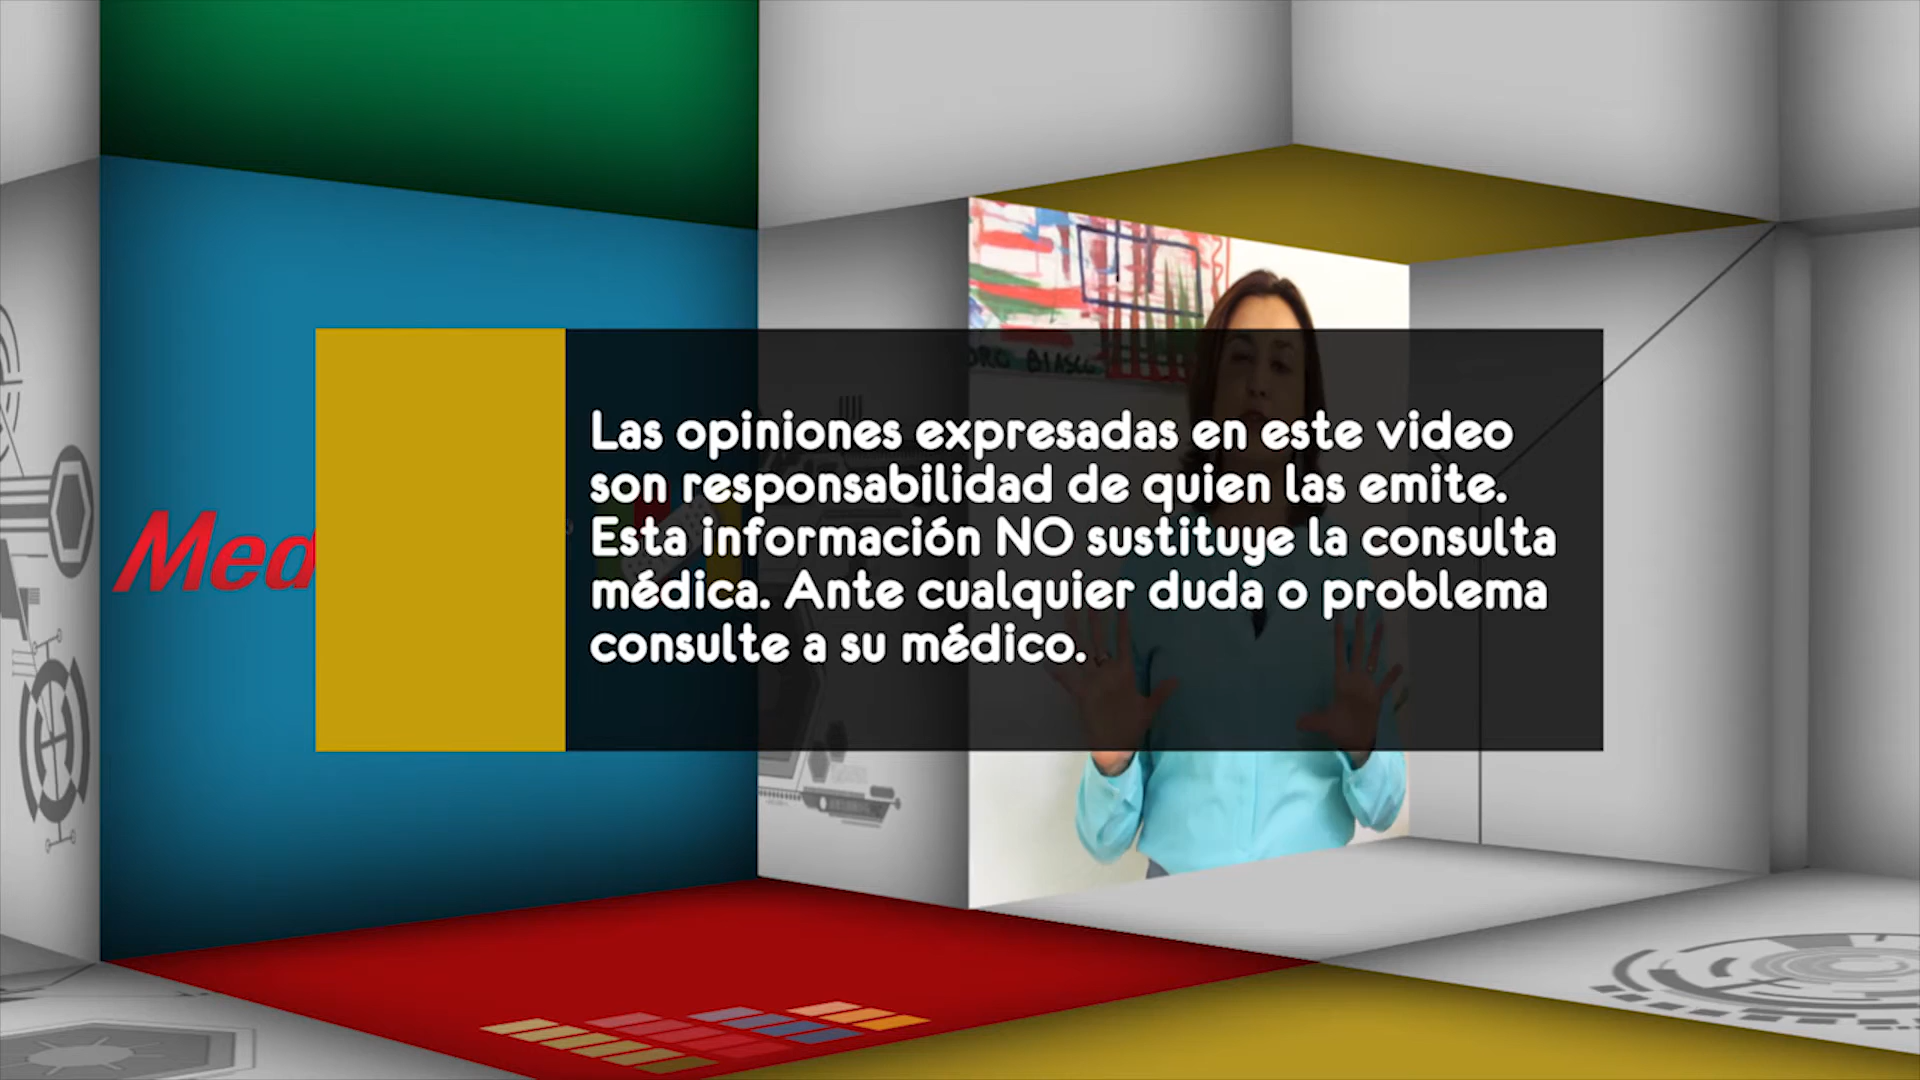 Med
Las opiniones expresadas en este video
son responsabilidad de quien las emite.
Esta información NO sustituye la consulta
médica. Ante cualquier duda o problema
consulte a su médico.